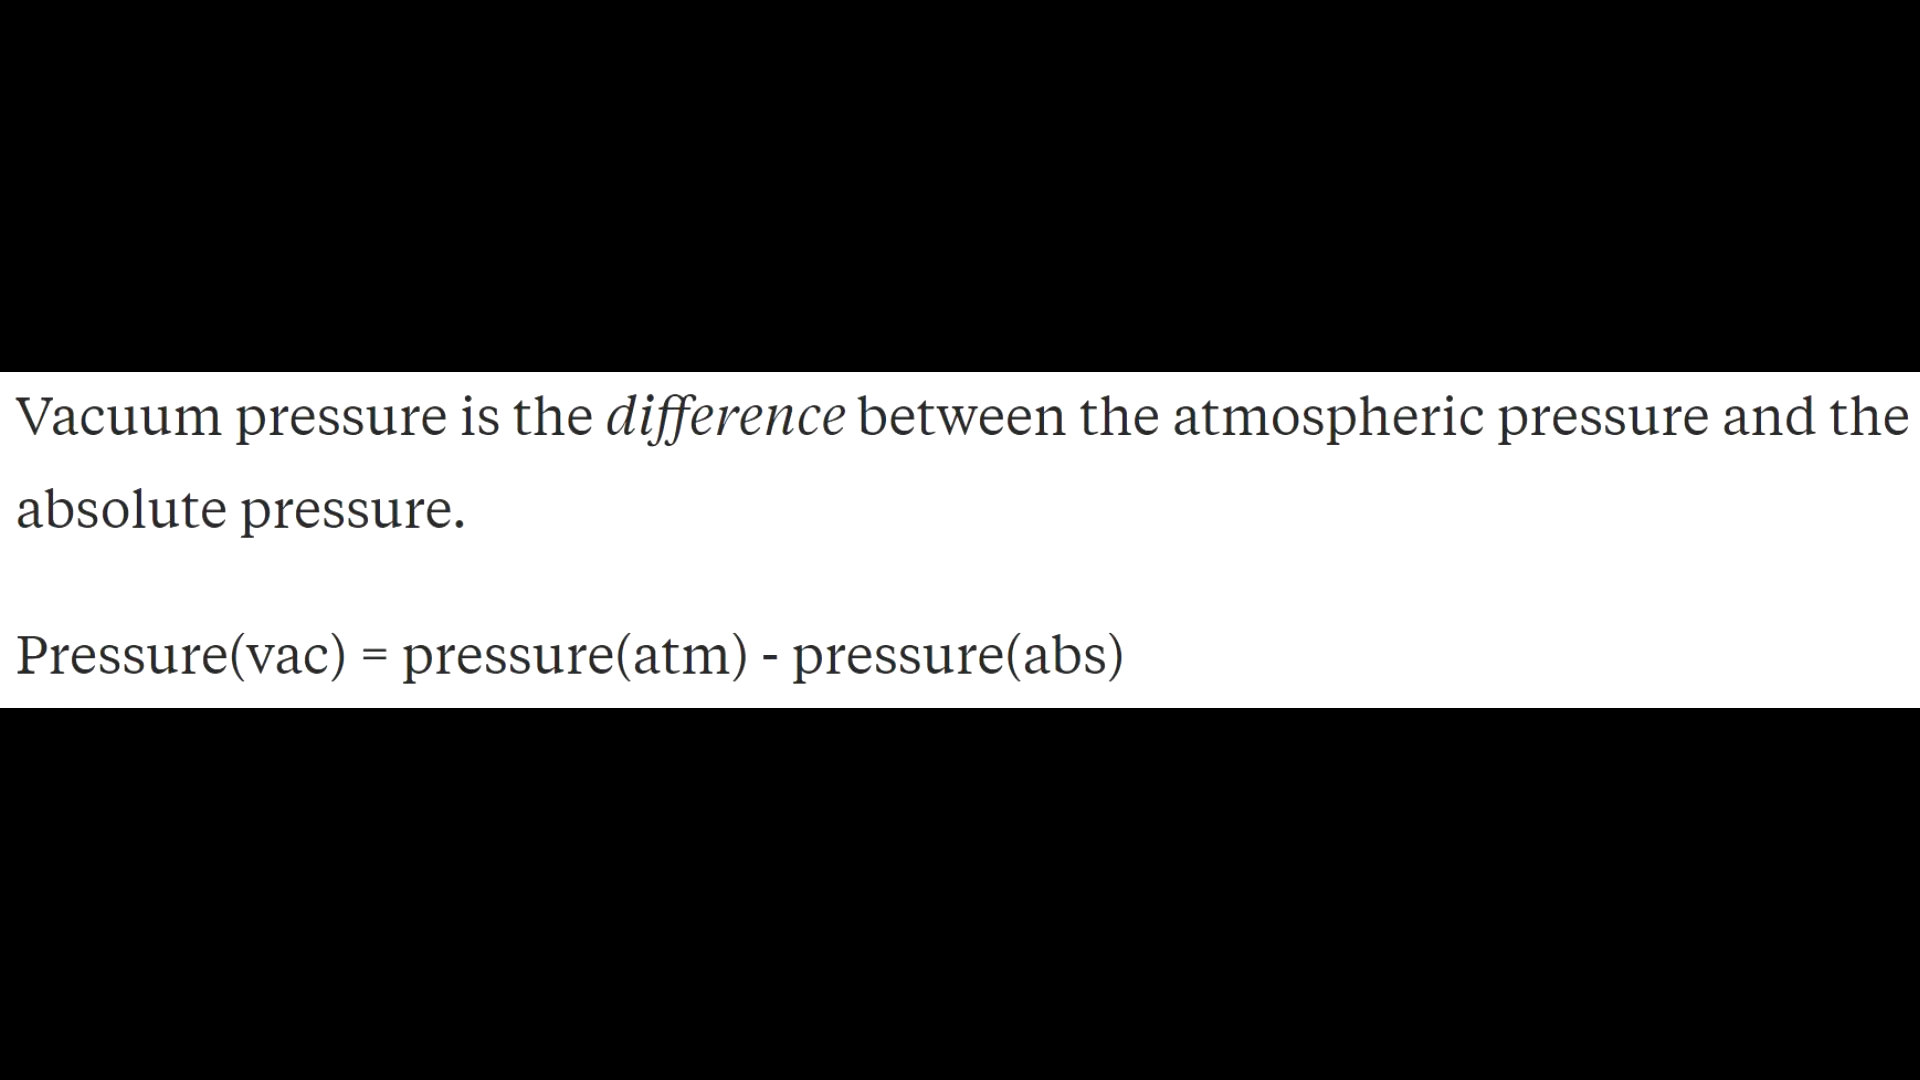 Vacuum pressure is the difference between the atmospheric pressure and the
absolute pressure.
Pressure(vac) = pressure(atm) - pressure(abs)